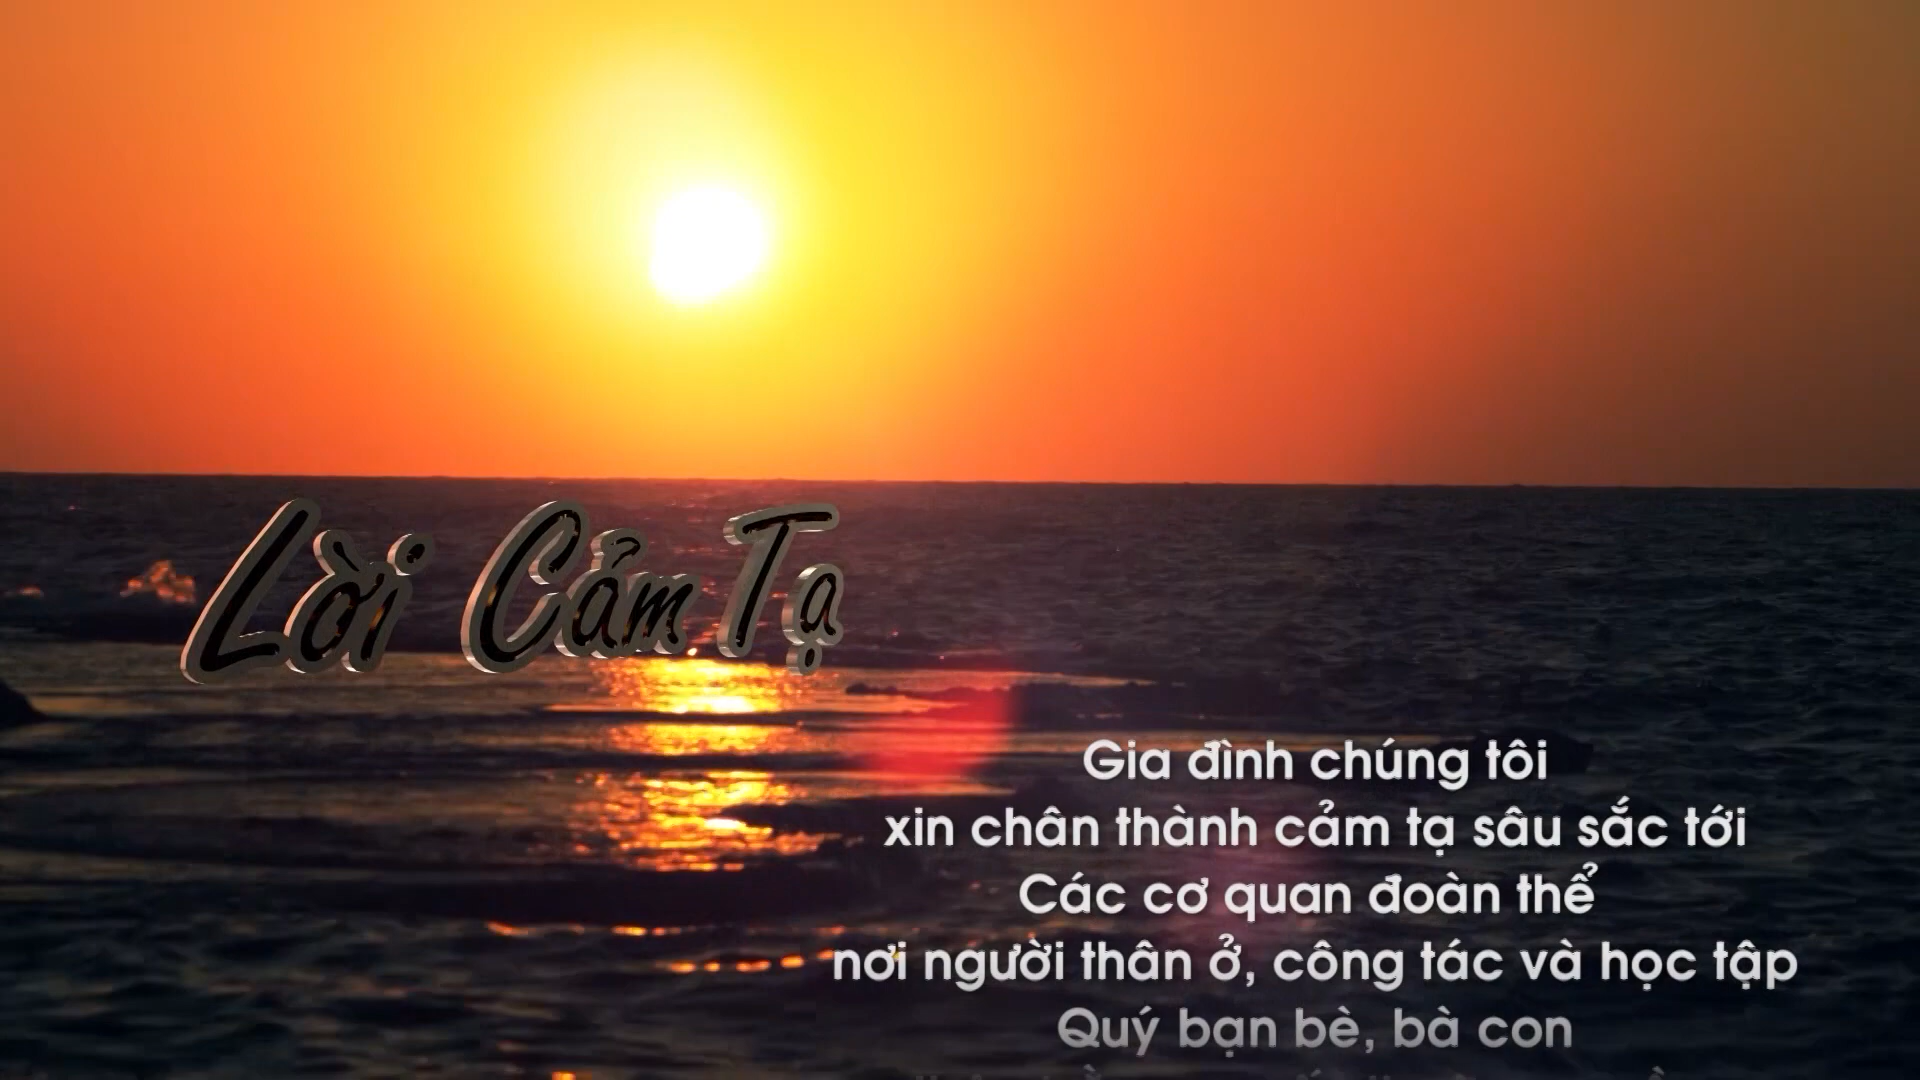 Lời Cảm Tạ
Gia đình chúng tôi
xin chân thành cảm tạ sâu sắc tới
Các cơ quan đoàn thể
nơi người thân ở, công tác và học tập
Quý bạn bè, bà con